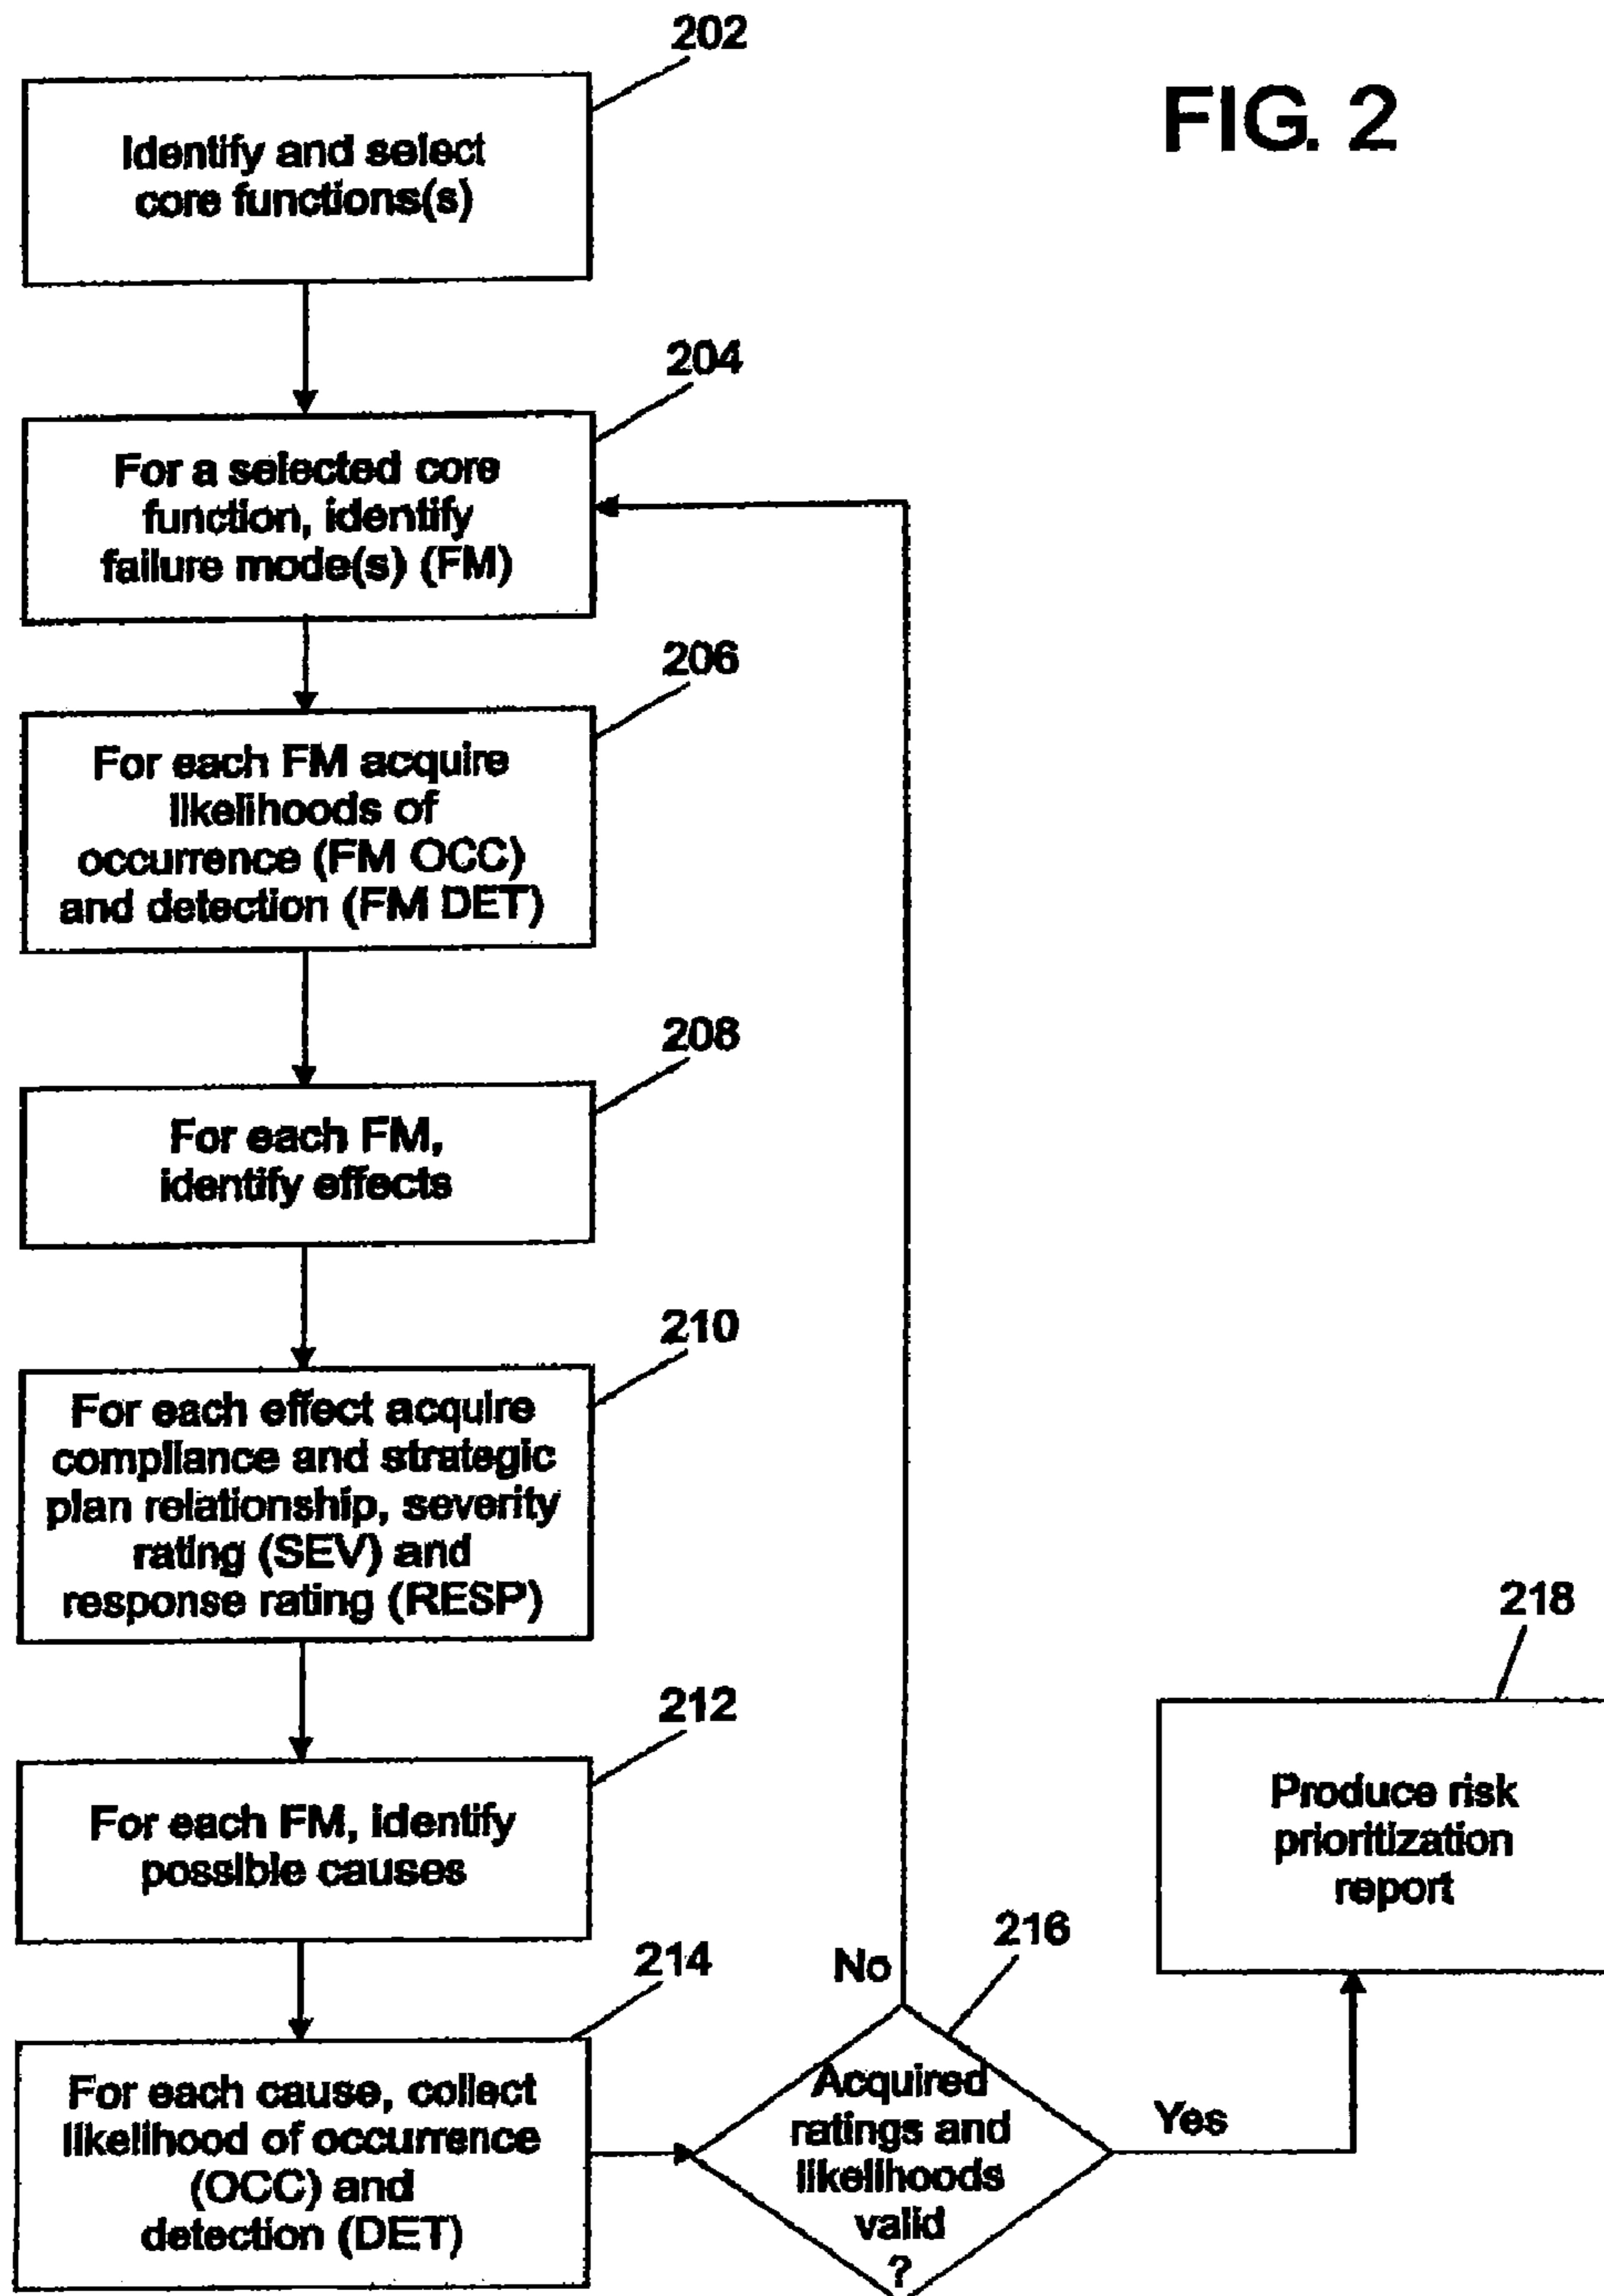 202
FIG. 2
Identify and select
core functions(s)
204
For a selected core
function, identify
failure mode(s) (FM)
206
For each FM acquire
likelihoods of
occurrence (FM OCC)
and detection (FM DET)
208
For each FM,
identify effects
210
For each effect acquire
compliance and strategic
plan relationship, severity
rating (SEV) and
response rating (RESP)
218
212
Produce risk
prioritization
report
For each FM, identify
possible causes
216
No
214
For each cause, collect
likelihood of occurrence
(OCC) and
detection (DET)
Acquired
ratings and
likelihoods
valid
?
Yes